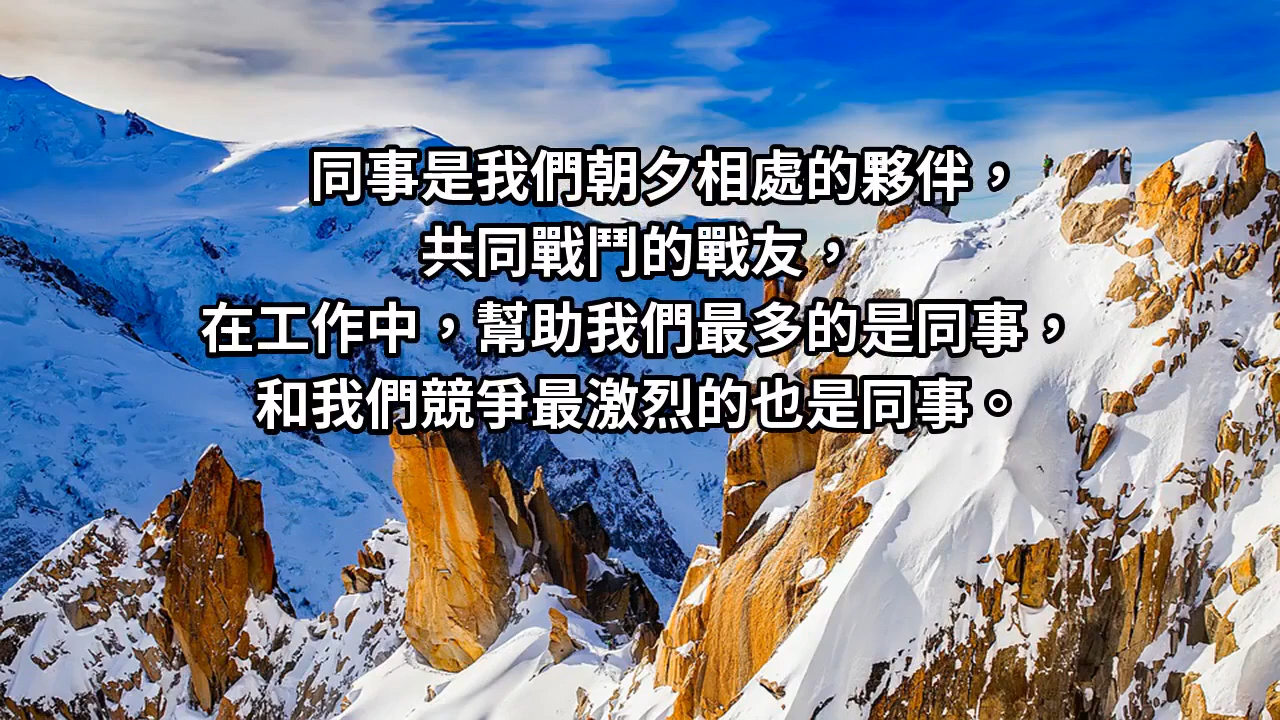 同事是我們朝夕相處的夥伴，
共同戰鬥的戰友，
在工作中，幫助我們最多的是同事，
和我們競爭最激烈的也是同事。